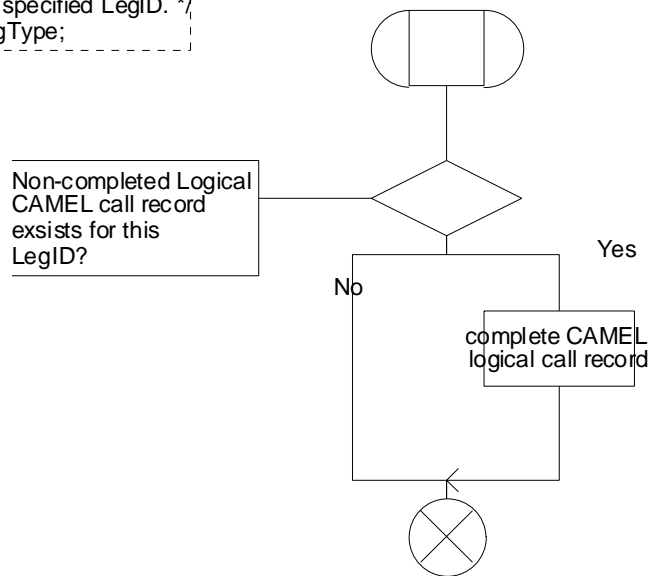 specified LegID. */
gType;
Non-completed Logical
CAMEL call record
exsists for this
LegID?
Yes
No
complete CAMEL
logical call record